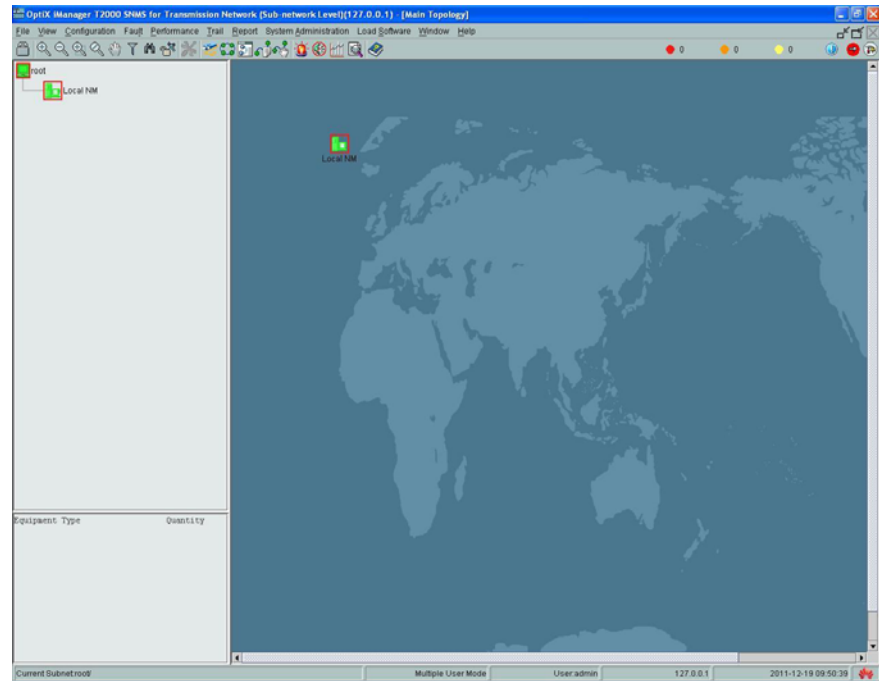 OptiX iManager T2000 SNMS for Transmission Network (Sub-network Level)(127.0.0.1) - [Main Topology]
File View Configuration Fault Performance Trail Report System Administration Load Software Window Help
0 0 0
root
Local NM
Local NM
Equipment Type Quantity
Current Subnet:root/ Multiple User Mode User:admin 127.0.0.1 2011-12-19 09:50:39